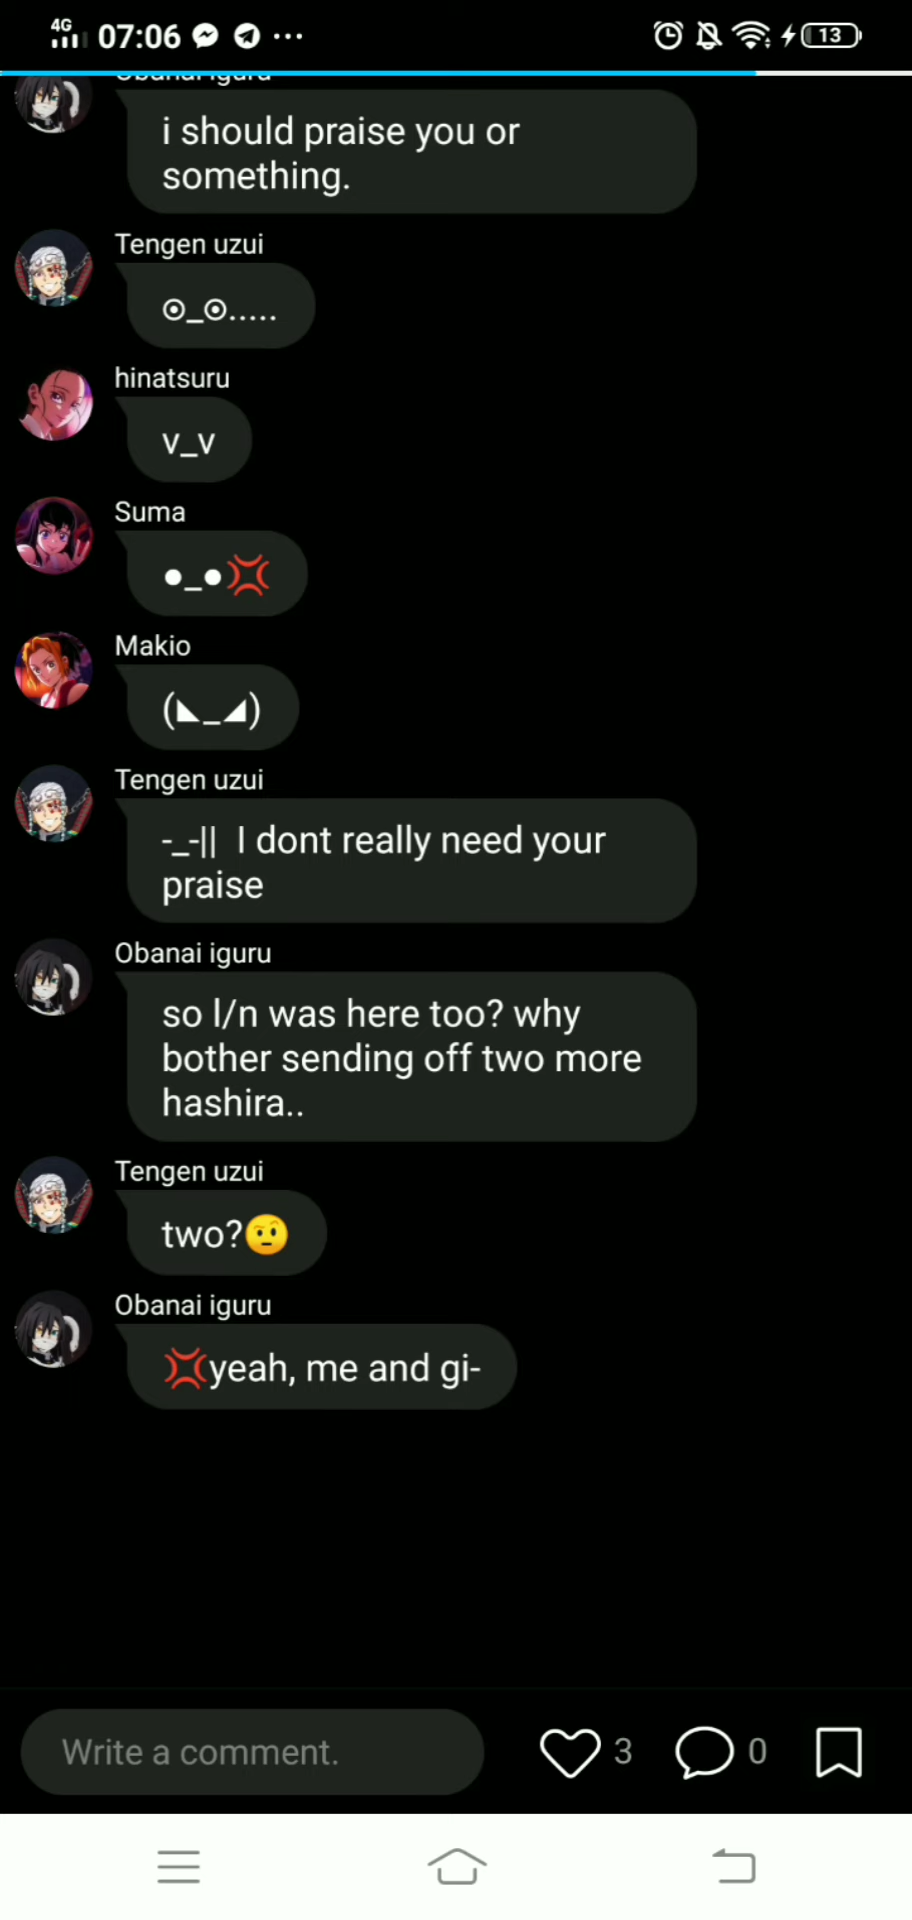 4G
07:06
13
Obanai iguru
i should praise you or
something.
Tengen uzui
⊙_⊙.....
hinatsuru
v_v
Suma
●_●💢
Makio
(◣_◢)
Tengen uzui
-_-|| I dont really need your
praise
Obanai iguru
so l/n was here too? why
bother sending off two more
hashira..
Tengen uzui
two?🤨
Obanai iguru
💢yeah, me and gi-
Write a comment.
3
0